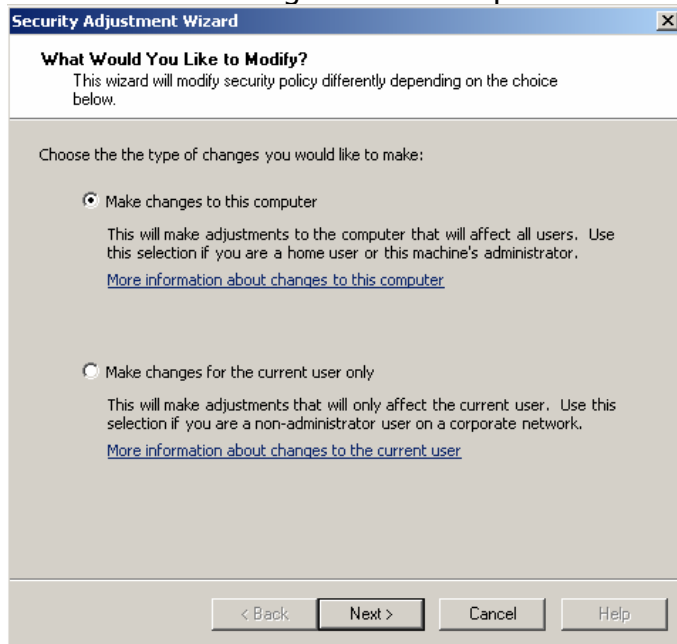 Security Adjustment Wizard
What Would You Like to Modify?
This wizard will modify security policy differently depending on the choice
below.
Choose the the type of changes you would like to make:
Make changes to this computer
This will make adjustments to the computer that will affect all users.  Use
this selection if you are a home user or this machine's administrator.
More information about changes to this computer
Make changes for the current user only
This will make adjustments that will only affect the current user.  Use this
selection if you are a non-administrator user on a corporate network.
More information about changes to the current user
< Back Next > Cancel Help